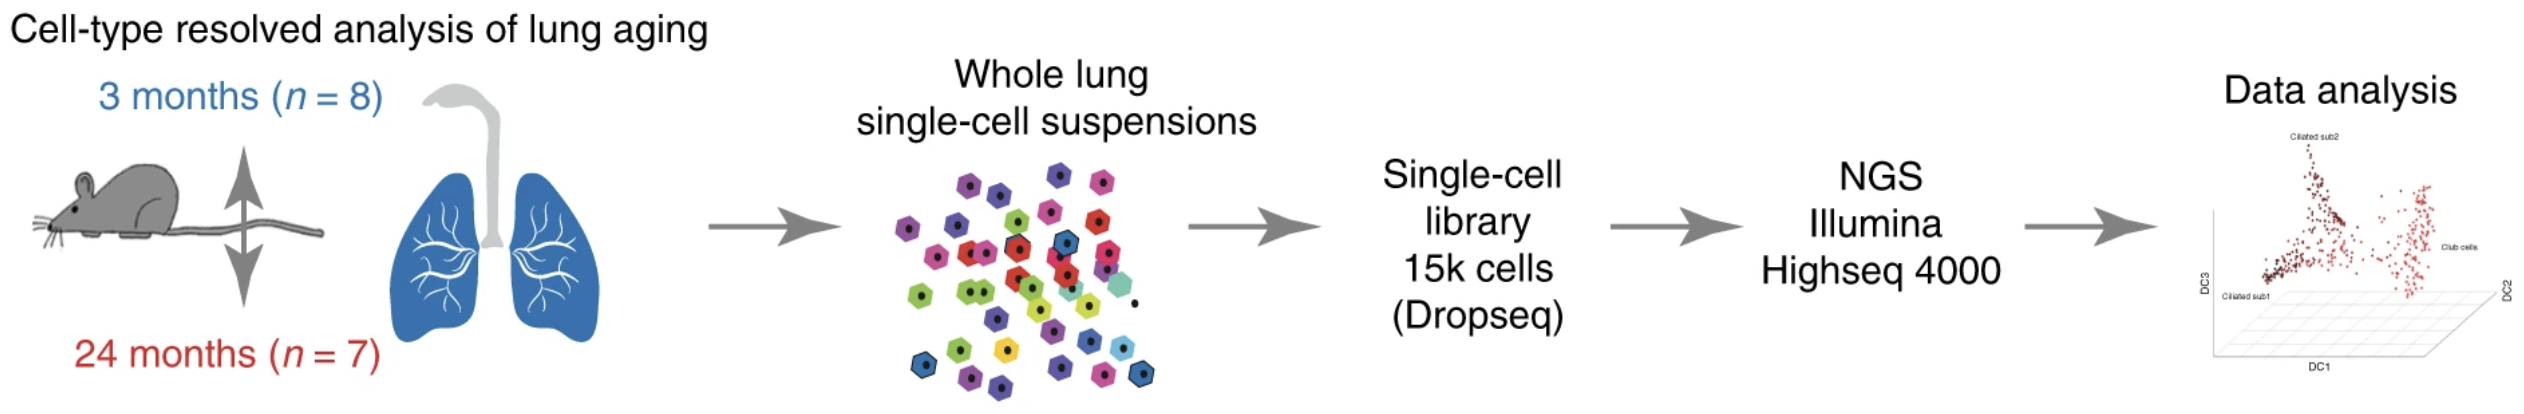 Cell-type resolved analysis of lung aging
3 months (n = 8)
24 months (n = 7)
Whole lung
single-cell suspensions
Single-cell
library
15k cells
(Dropseq)
NGS
Illumina
Highseq 4000
Data analysis
Ciliated sub2
Club cells
Ciliated sub1
DC3
DC2
DC1